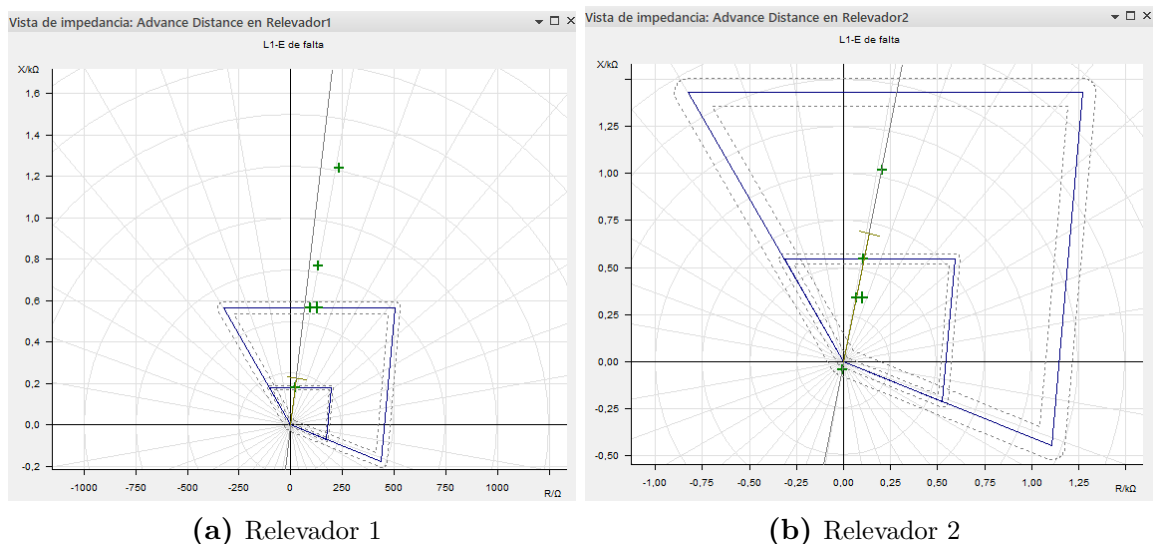 Vista de impedancia: Advance Distance en Relevador1
L1-E de falta
X/kΩ
1,6
1,4
1,2
1,0
0,8
0,6
0,4
0,2
0,0
-0,2
-1000 -750 -500 -250 0 250 500 750 1000
R/Ω
(a) Relevador 1
Vista de impedancia: Advance Distance en Relevador2
L1-E de falta
X/kΩ
1,25
1,00
0,75
0,50
0,25
0,00
-0,25
-0,50
-1,00 -0,75 -0,50 -0,25 0,00 0,25 0,50 0,75 1,00 1,25
R/kΩ
(b) Relevador 2